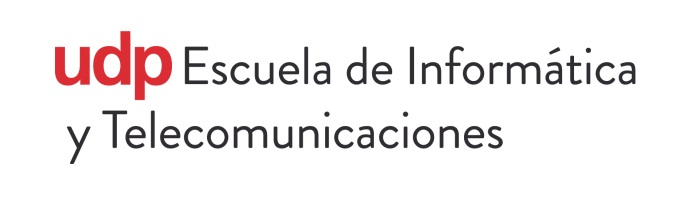 udp Escuela de Informática
y Telecomunicaciones